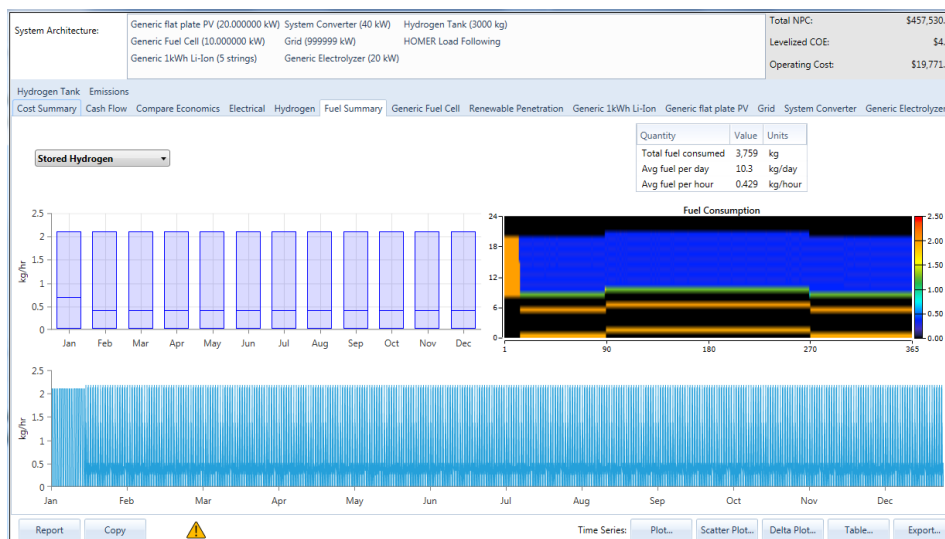 System Architecture:
Generic flat plate PV (20.000000 kW) System Converter (40 kW) Hydrogen Tank (3000 kg)
Generic Fuel Cell (10.000000 kW) Grid (999999 kW) HOMER Load Following
Generic 1kWh Li-Ion (5 strings) Generic Electrolyzer (20 kW)
Total NPC: $457,530.
Levelized COE: $4.
Operating Cost: $19,771.
Hydrogen Tank Emissions
Cost Summary Cash Flow Compare Economics Electrical Hydrogen Fuel Summary Generic Fuel Cell Renewable Penetration Generic 1kWh Li-Ion Generic flat plate PV Grid System Converter Generic Electrolyzer
Stored Hydrogen
Quantity Value Units
Total fuel consumed 3,759 kg
Avg fuel per day 10.3 kg/day
Avg fuel per hour 0.429 kg/hour
kg/hr
2.5
2
1.5
1
0.5
0
Jan Feb Mar Apr May Jun Jul Aug Sep Oct Nov Dec
Fuel Consumption
24
18
12
6
0
1 90 180 270 365
2.50
2.00
1.50
1.00
0.50
0.00
kg/hr
2.5
2
1.5
1
0.5
0
Jan Feb Mar Apr May Jun Jul Aug Sep Oct Nov Dec
Report Copy Time Series: Plot... Scatter Plot... Delta Plot... Table... Export...